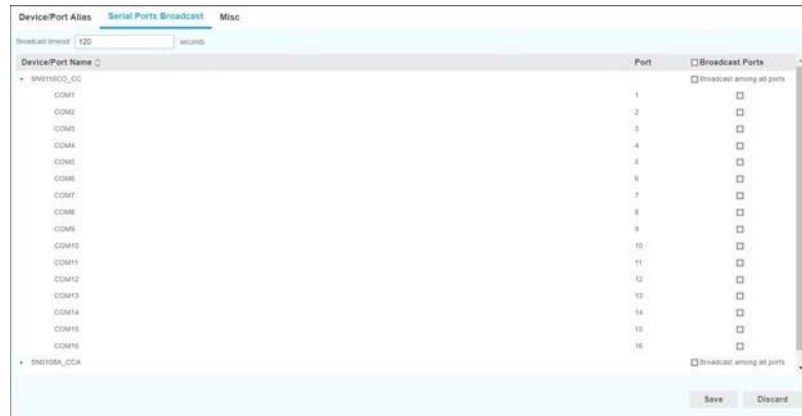 Device/Port Alias Serial Ports Broadcast Misc
Broadcast timeout 120 seconds
Device/Port Name Port Broadcast Ports
SN0116CO_CC Broadcast among all ports
COM1 1
COM2 2
COM3 3
COM4 4
COM5 5
COM6 6
COM7 7
COM8 8
COM9 9
COM10 10
COM11 11
COM12 12
COM13 13
COM14 14
COM15 15
COM16 16
SN0108A_CCA Broadcast among all ports
Save Discard